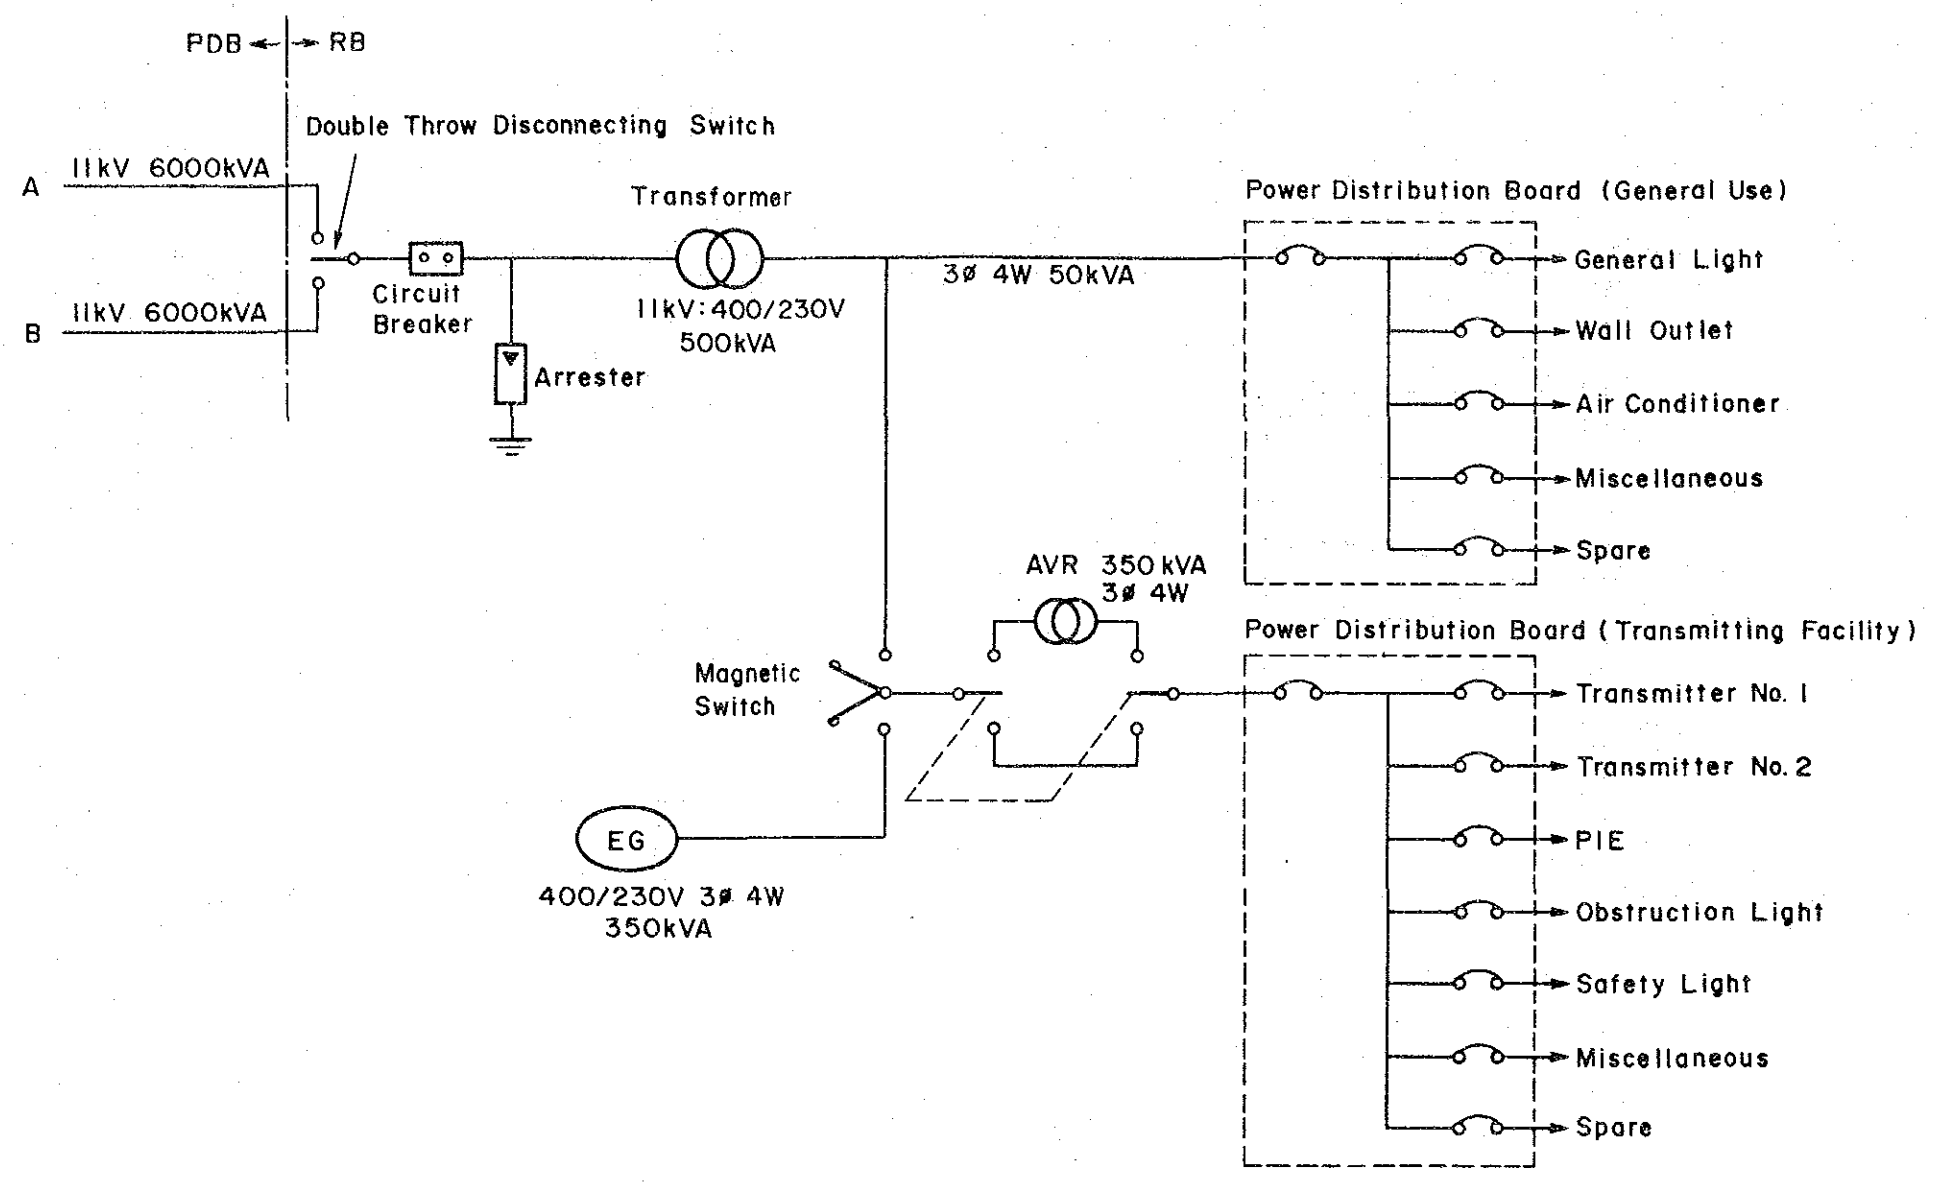 PDB RB
Double Throw Disconnecting Switch
A
11kV 6000kVA
B
11kV 6000kVA
Circuit
Breaker
Arrester
Transformer
11kV:400/230V
500kVA
3ø 4W 50kVA
Power Distribution Board (General Use)
General Light
Wall Outlet
Air Conditioner
Miscellaneous
Spare
AVR 350kVA
3ø 4W
Magnetic
Switch
EG
400/230V 3ø 4W
350kVA
Power Distribution Board (Transmitting Facility)
Transmitter No. 1
Transmitter No. 2
PIE
Obstruction Light
Safety Light
Miscellaneous
Spare